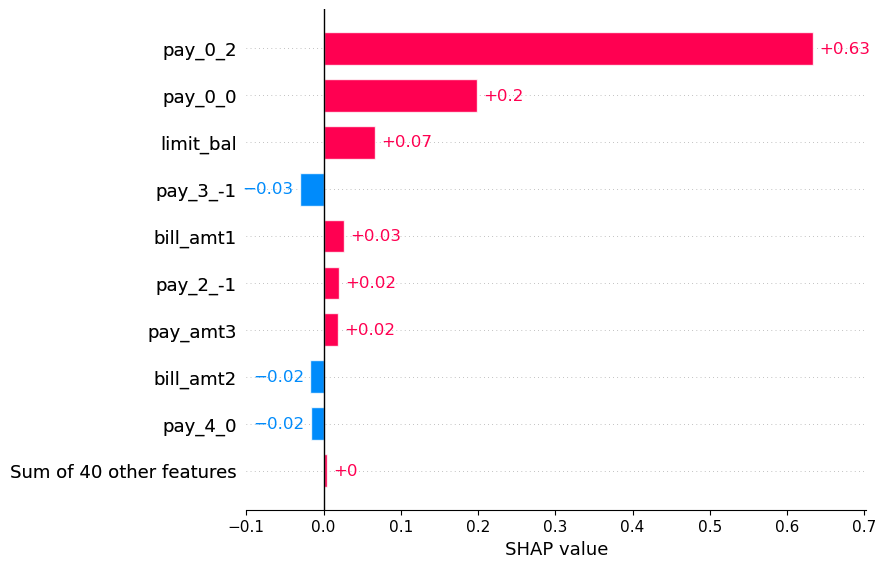 pay_0_2 +0.63
pay_0_0 +0.2
limit_bal +0.07
pay_3_-1 −0.03
bill_amt1 +0.03
pay_2_-1 +0.02
pay_amt3 +0.02
bill_amt2 −0.02
pay_4_0 −0.02
Sum of 40 other features +0
−0.1 0.0 0.1 0.2 0.3 0.4 0.5 0.6 0.7
SHAP value